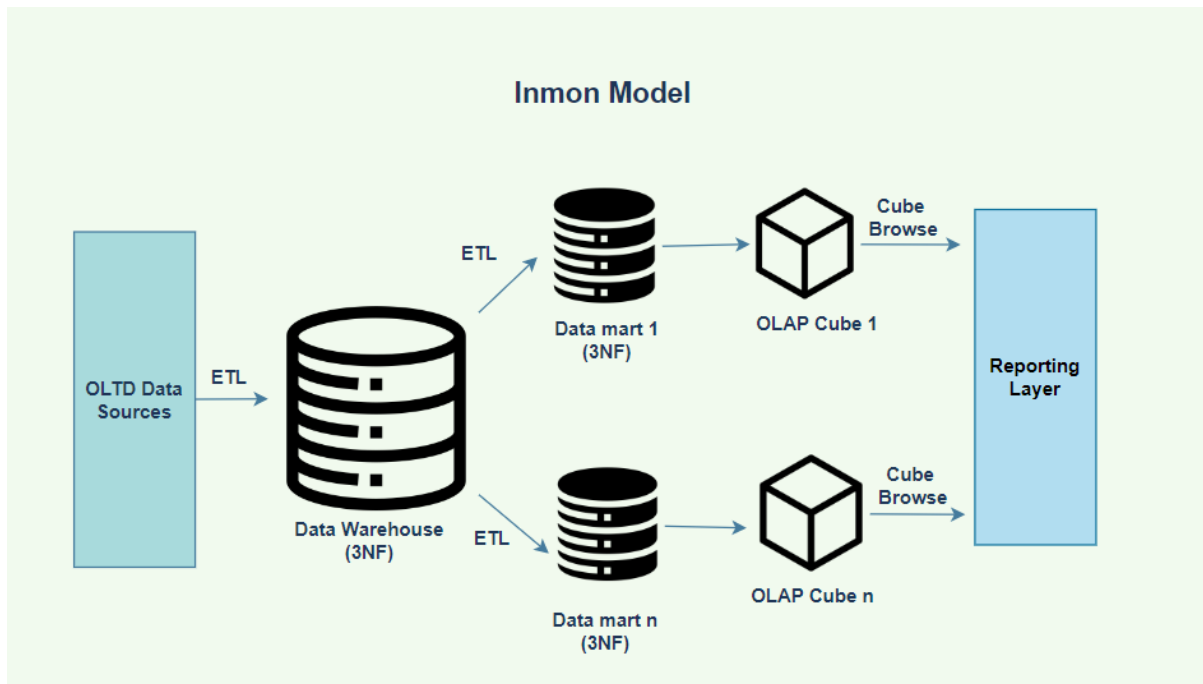 Inmon Model
OLTD Data
Sources
ETL
Data Warehouse
(3NF)
ETL
Data mart 1
(3NF)
OLAP Cube 1
Cube
Browse
ETL
Data mart n
(3NF)
OLAP Cube n
Cube
Browse
Reporting
Layer